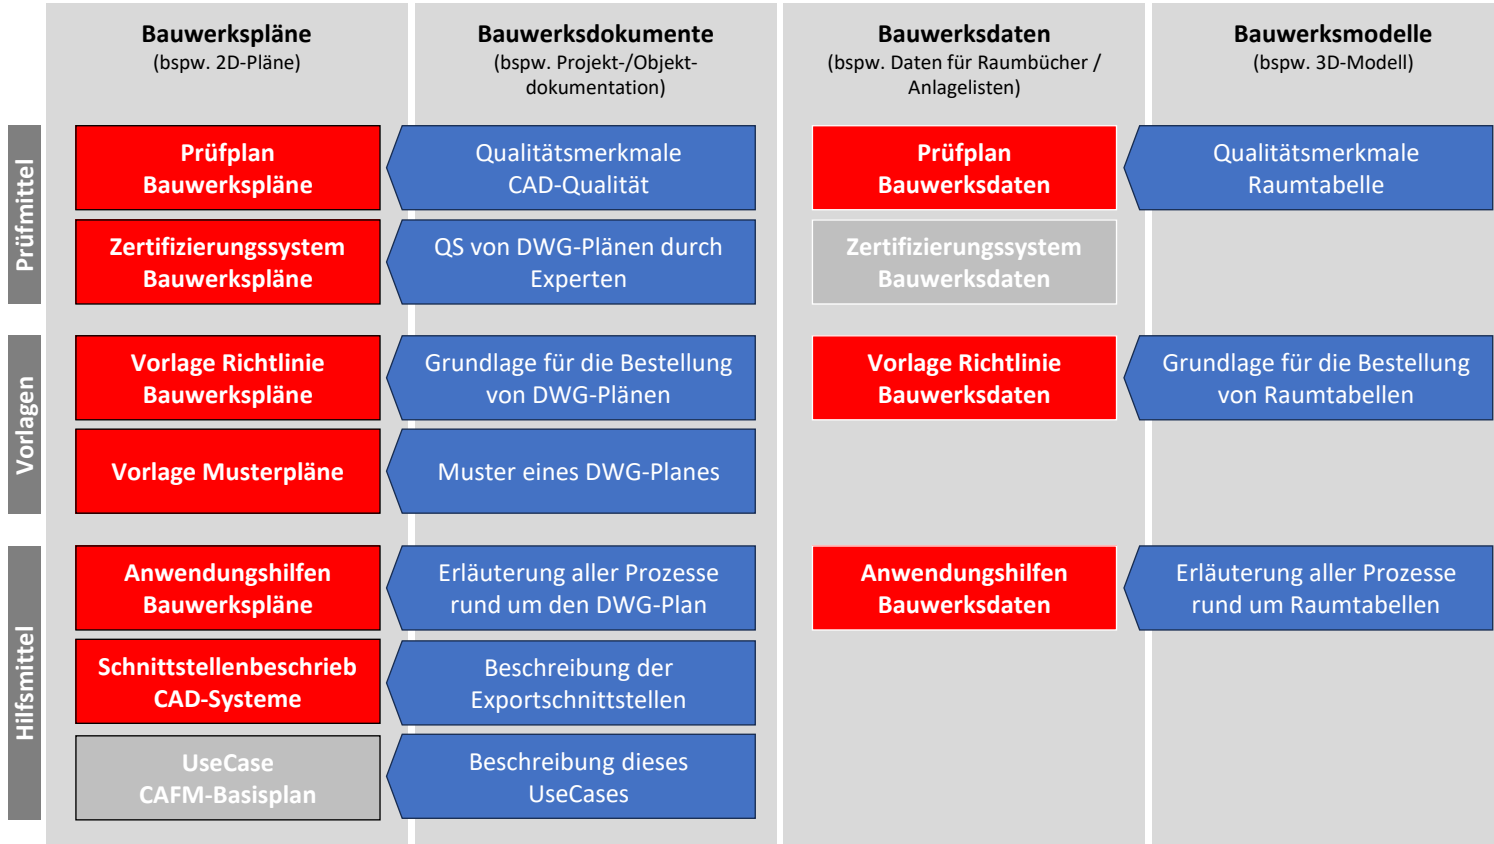 Bauwerkspläne
(bspw. 2D-Pläne)
Bauwerksdokumente
(bspw. Projekt-/Objekt-
dokumentation)
Bauwerksdaten
(bspw. Daten für Raumbücher /
Anlagelisten)
Bauwerksmodelle
(bspw. 3D-Modell)
Prüfmittel
Prüfplan
Bauwerkspläne
Qualitätsmerkmale
CAD-Qualität
Prüfplan
Bauwerksdaten
Qualitätsmerkmale
Raumtabelle
Zertifizierungssystem
Bauwerkspläne
QS von DWG-Plänen durch
Experten
Zertifizierungssystem
Bauwerksdaten
Vorlagen
Vorlage Richtlinie
Bauwerkspläne
Grundlage für die Bestellung
von DWG-Plänen
Vorlage Richtlinie
Bauwerksdaten
Grundlage für die Bestellung
von Raumtabellen
Vorlage Musterpläne
Muster eines DWG-Planes
Hilfsmittel
Anwendungshilfen
Bauwerkspläne
Erläuterung aller Prozesse
rund um den DWG-Plan
Anwendungshilfen
Bauwerksdaten
Erläuterung aller Prozesse
rund um Raumtabellen
Schnittstellenbeschrieb
CAD-Systeme
Beschreibung der
Exportschnittstellen
UseCase
CAFM-Basisplan
Beschreibung dieses
UseCases